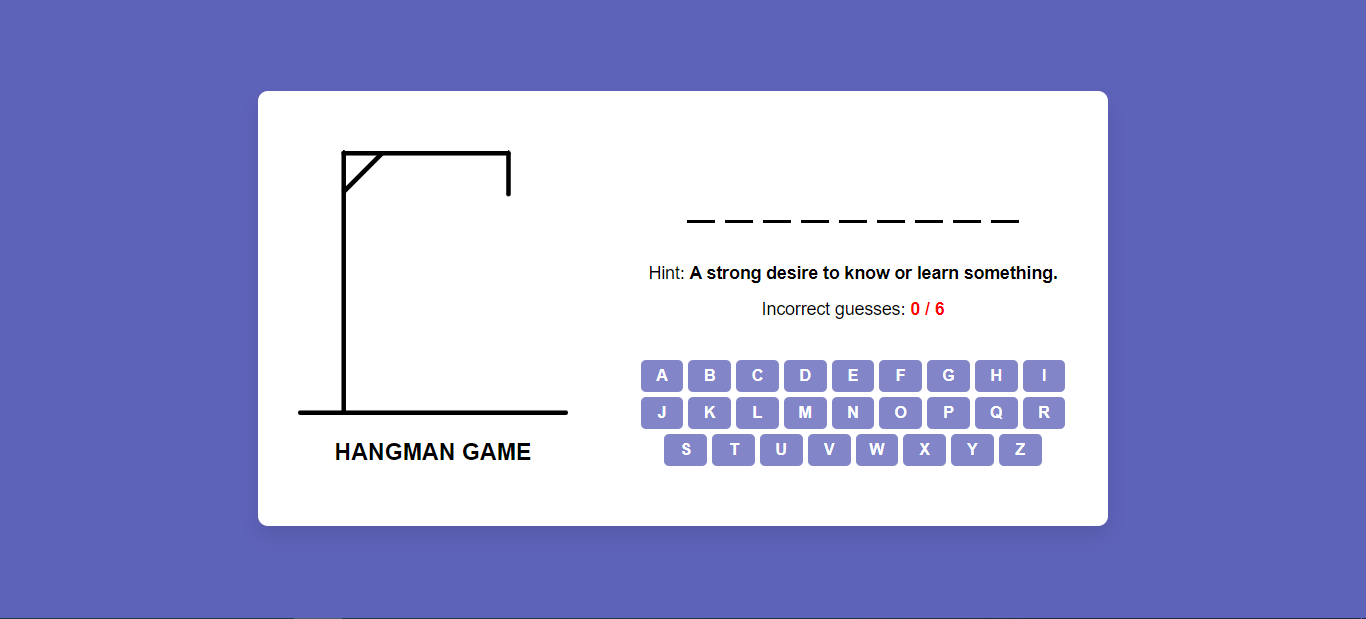 Hint: A strong desire to know or learn something.
Incorrect guesses: 0 / 6
A B C D E F G H I
J K L M N O P Q R
S T U V W X Y Z
HANGMAN GAME